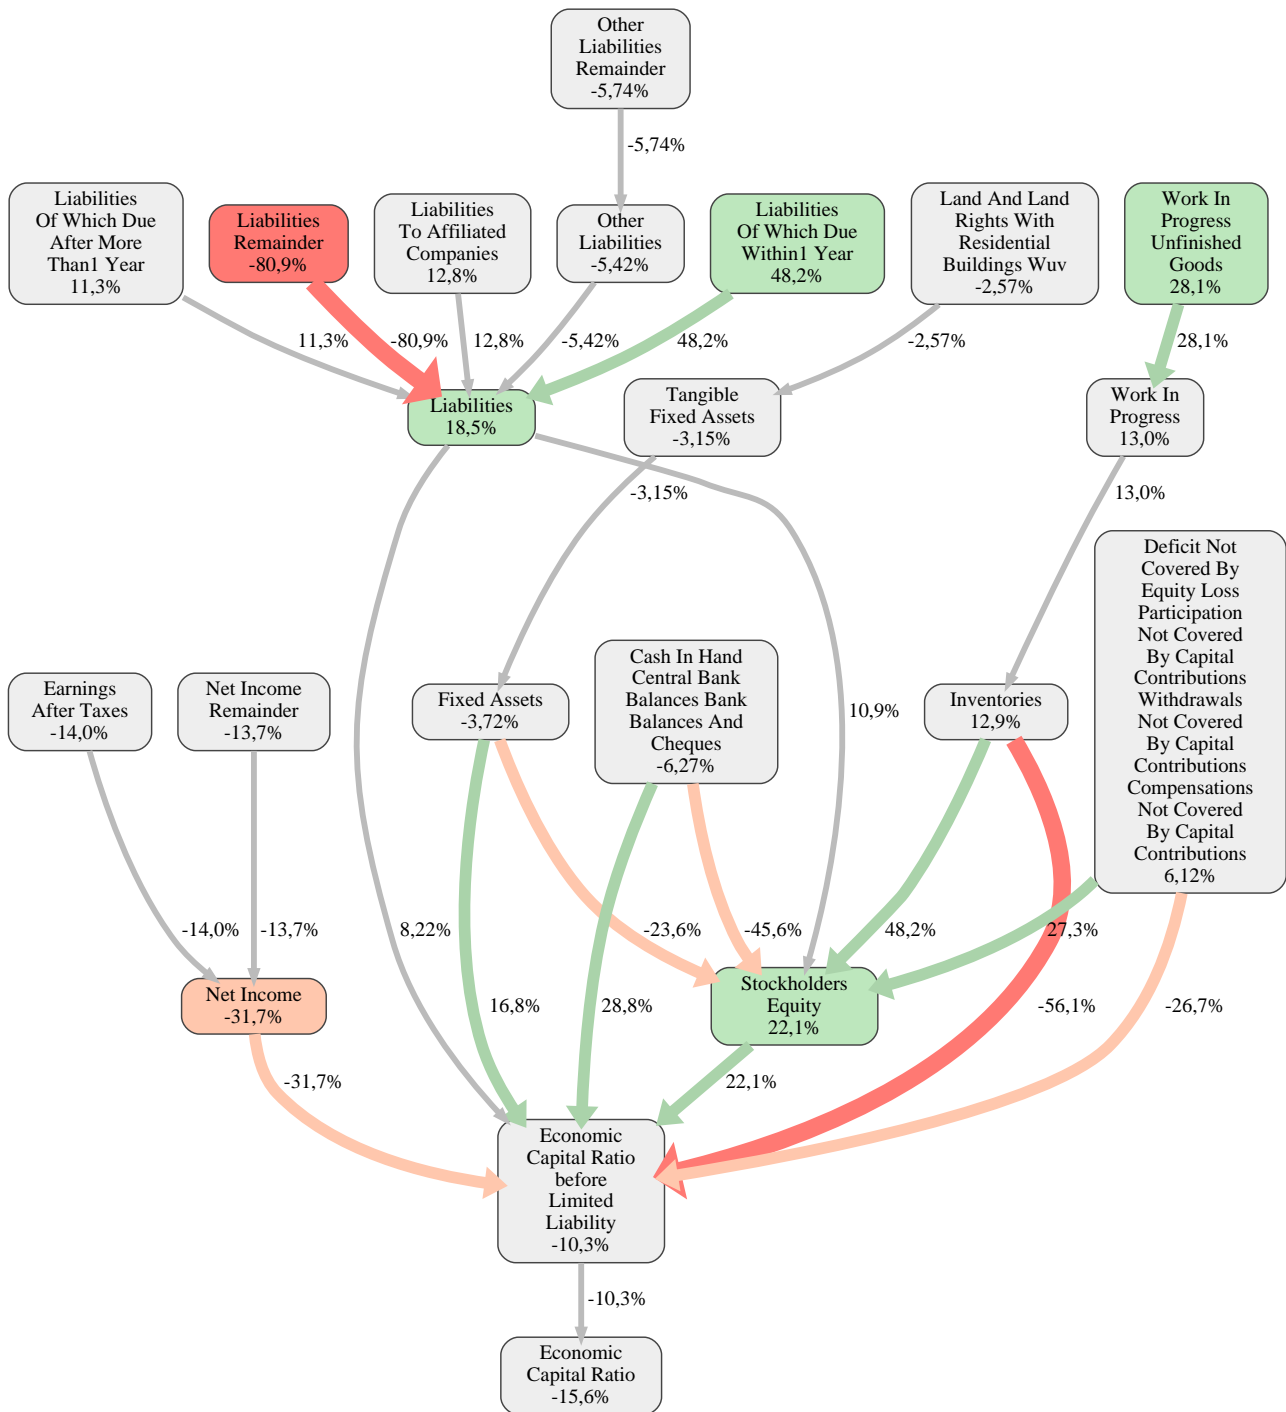 Other
Liabilities
Remainder
-5,74%
-5,74%
Liabilities
Of Which Due
After More
Than1 Year
11,3%
Liabilities
Remainder
-80,9%
Liabilities
To Affiliated
Companies
12,8%
Other
Liabilities
-5,42%
Liabilities
Of Which Due
Within1 Year
48,2%
Land And Land
Rights With
Residential
Buildings Wuv
-2,57%
Work In
Progress
Unfinished
Goods
28,1%
11,3%
-80,9%
12,8%
-5,42%
48,2%
-2,57%
28,1%
Liabilities
18,5%
Tangible
Fixed Assets
-3,15%
Work In
Progress
13,0%
-3,15%
13,0%
Deficit Not
Covered By
Equity Loss
Participation
Not Covered
By Capital
Contributions
Withdrawals
Not Covered
By Capital
Contributions
Compensations
Not Covered
By Capital
Contributions
6,12%
Earnings
After Taxes
-14,0%
Net Income
Remainder
-13,7%
Fixed Assets
-3,72%
Cash In Hand
Central Bank
Balances Bank
Balances And
Cheques
-6,27%
10,9%
Inventories
12,9%
-14,0%
-13,7%
8,22%
-23,6%
-45,6%
48,2%
27,3%
Net Income
-31,7%
16,8%
28,8%
Stockholders
Equity
22,1%
-56,1%
-26,7%
-31,7%
22,1%
Economic
Capital Ratio
before
Limited
Liability
-10,3%
-10,3%
Economic
Capital Ratio
-15,6%